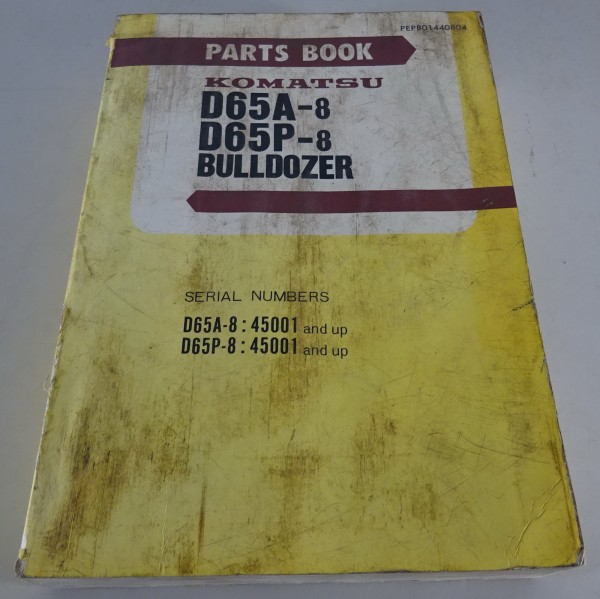 PEPB01440804
PARTS BOOK
KOMATSU
D65A-8
D65P-8
BULLDOZER
SERIAL NUMBERS
D65A-8: 45001 and up
D65P-8: 45001 and up